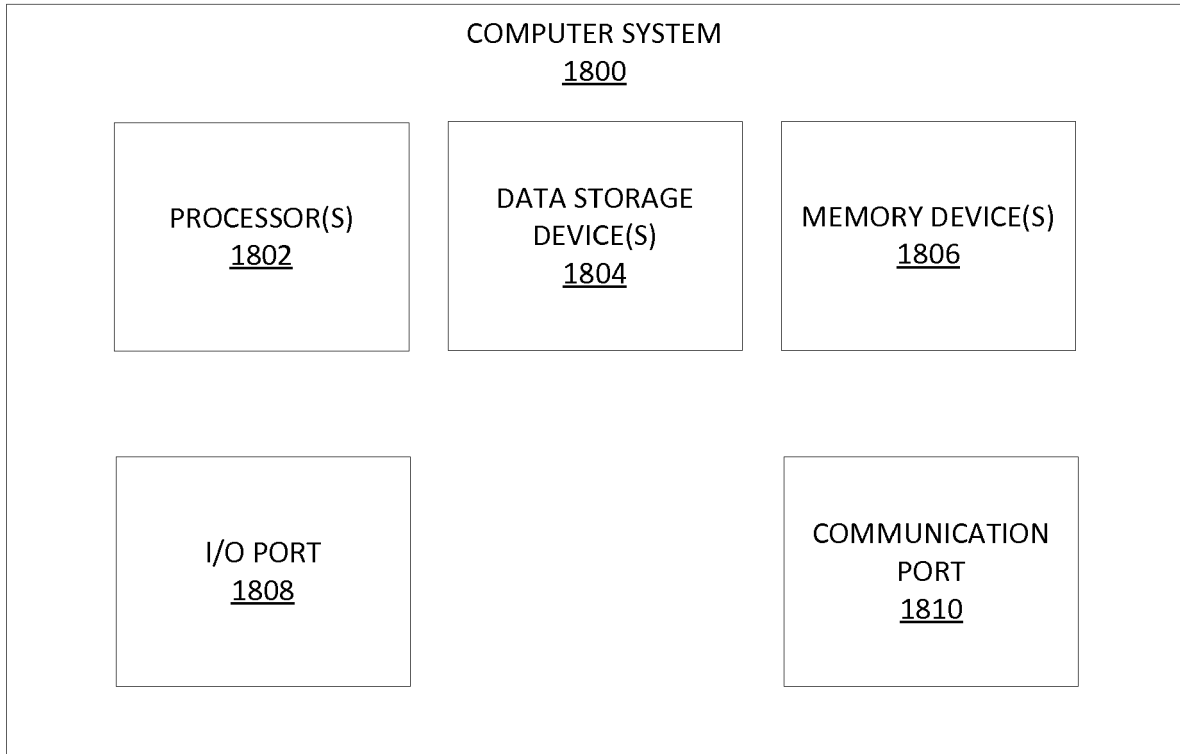 COMPUTER SYSTEM
1800
PROCESSOR(S)
1802
DATA STORAGE
DEVICE(S)
1804
MEMORY DEVICE(S)
1806
I/O PORT
1808
COMMUNICATION
PORT
1810